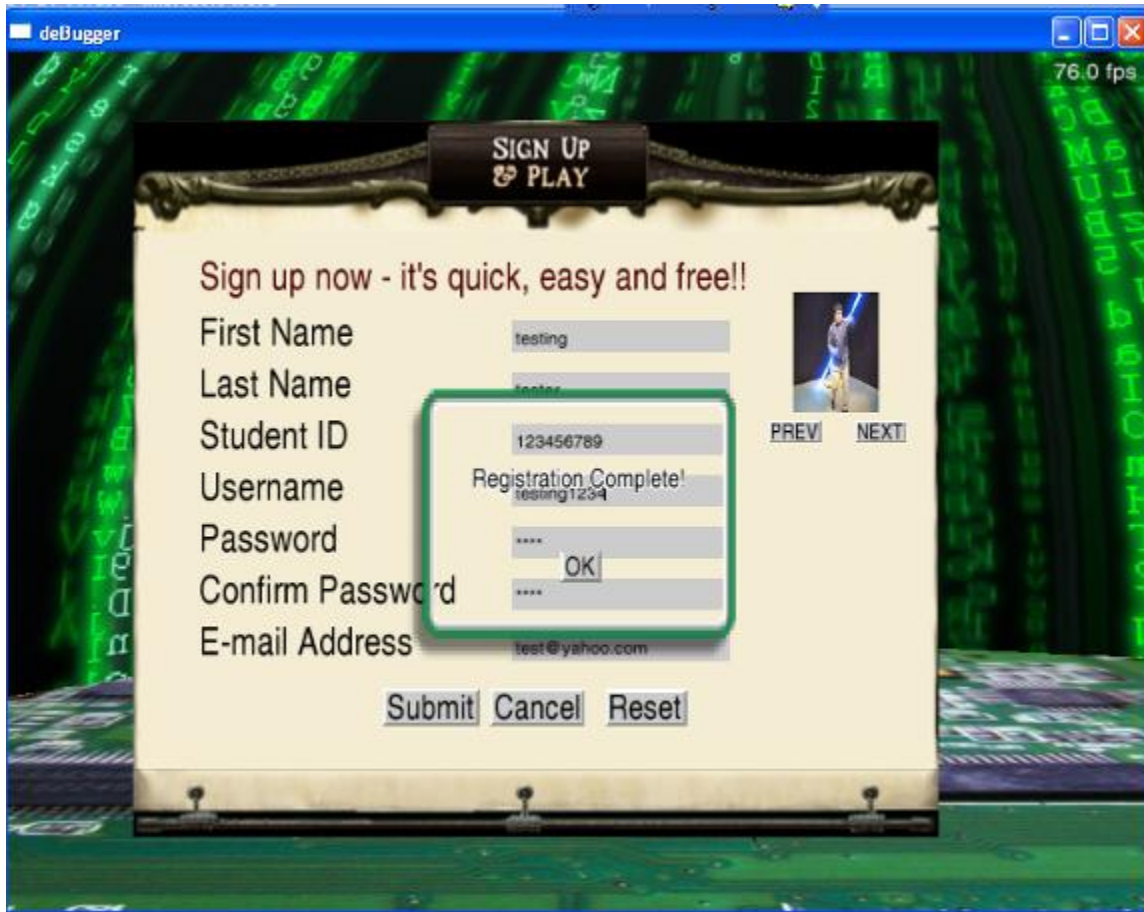 deBugger
76.0 fps
SIGN UP
& PLAY
Sign up now - it's quick, easy and free!!
First Name testing
Last Name tester
Student ID 123456789
PREV NEXT
Registration Complete!
Username testing1234
Password ****
OK
Confirm Password ****
E-mail Address test@yahoo.com
Submit Cancel Reset